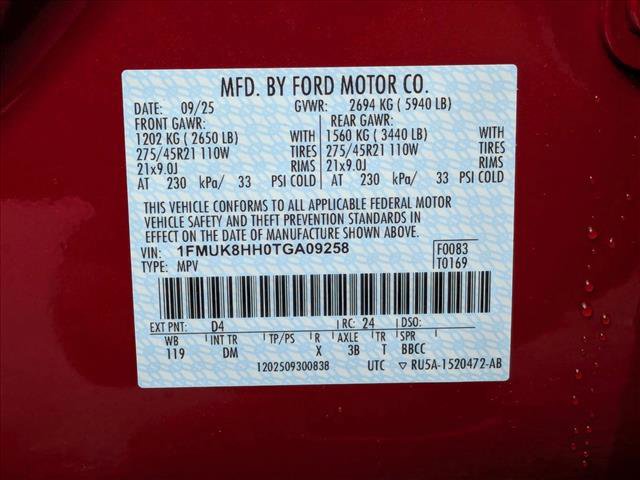 MFD. BY FORD MOTOR CO.
DATE: 09/25 GVWR: 2694 KG ( 5940 LB)
FRONT GAWR: REAR GAWR:
1202 KG ( 2650 LB) WITH 1560 KG ( 3440 LB) WITH
275/45R21 110W TIRES 275/45R21 110W TIRES
21x9.0J RIMS 21x9.0J RIMS
AT 230 kPa/ 33 PSI COLD AT 230 kPa/ 33 PSI COLD
THIS VEHICLE CONFORMS TO ALL APPLICABLE FEDERAL MOTOR
VEHICLE SAFETY AND THEFT PREVENTION STANDARDS IN
EFFECT ON THE DATE OF MANUFACTURE SHOWN ABOVE.
VIN: 1FMUK8HH0TGA09258 F0083
TYPE: MPV T0169
EXT PNT: D4 RC: 24 DSO:
WB INT TR TP/PS R AXLE TR SPR
119 DM X 3B T BBCC
1202509300838 UTC ▽ RU5A-1520472-AB